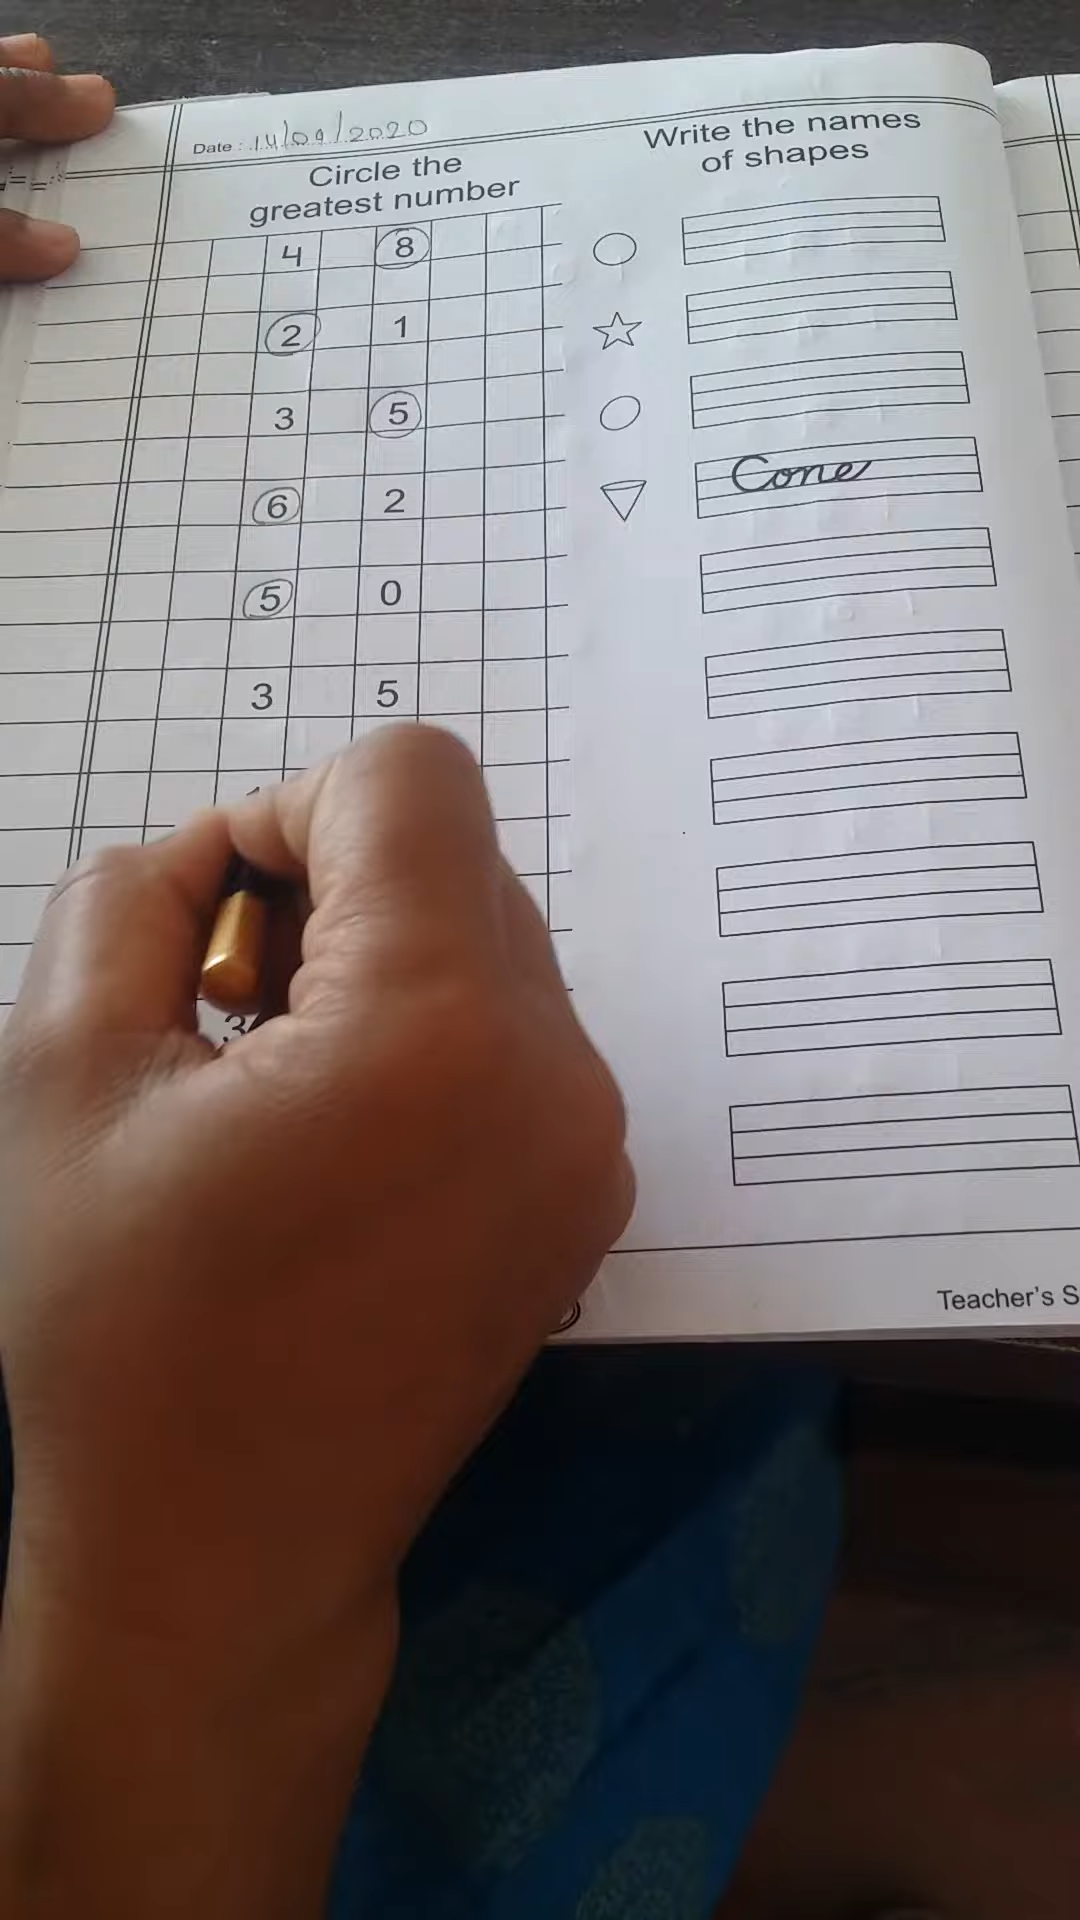 Date : 14/09/2020
Circle the
greatest number
4 8
2 1
3 5
6 2
5 0
3 5
3
Write the names
of shapes
Cone
Teacher's S